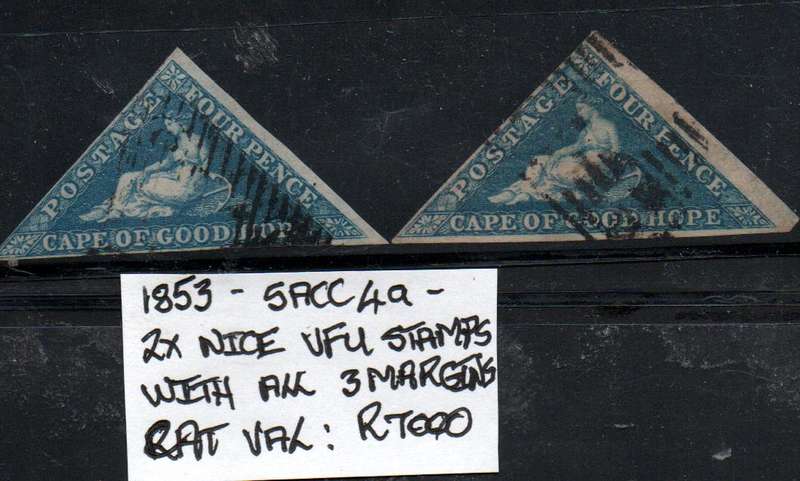 POSTAGE
FOUR PENCE
CAPE OF GOOD HOPE
POSTAGE
FOUR PENCE
CAPE OF GOOD HOPE
1853 - SACC 4a -
2x NICE VFU STAMPS
WITH ALL 3 MARGINS
CAT VAL: R7000